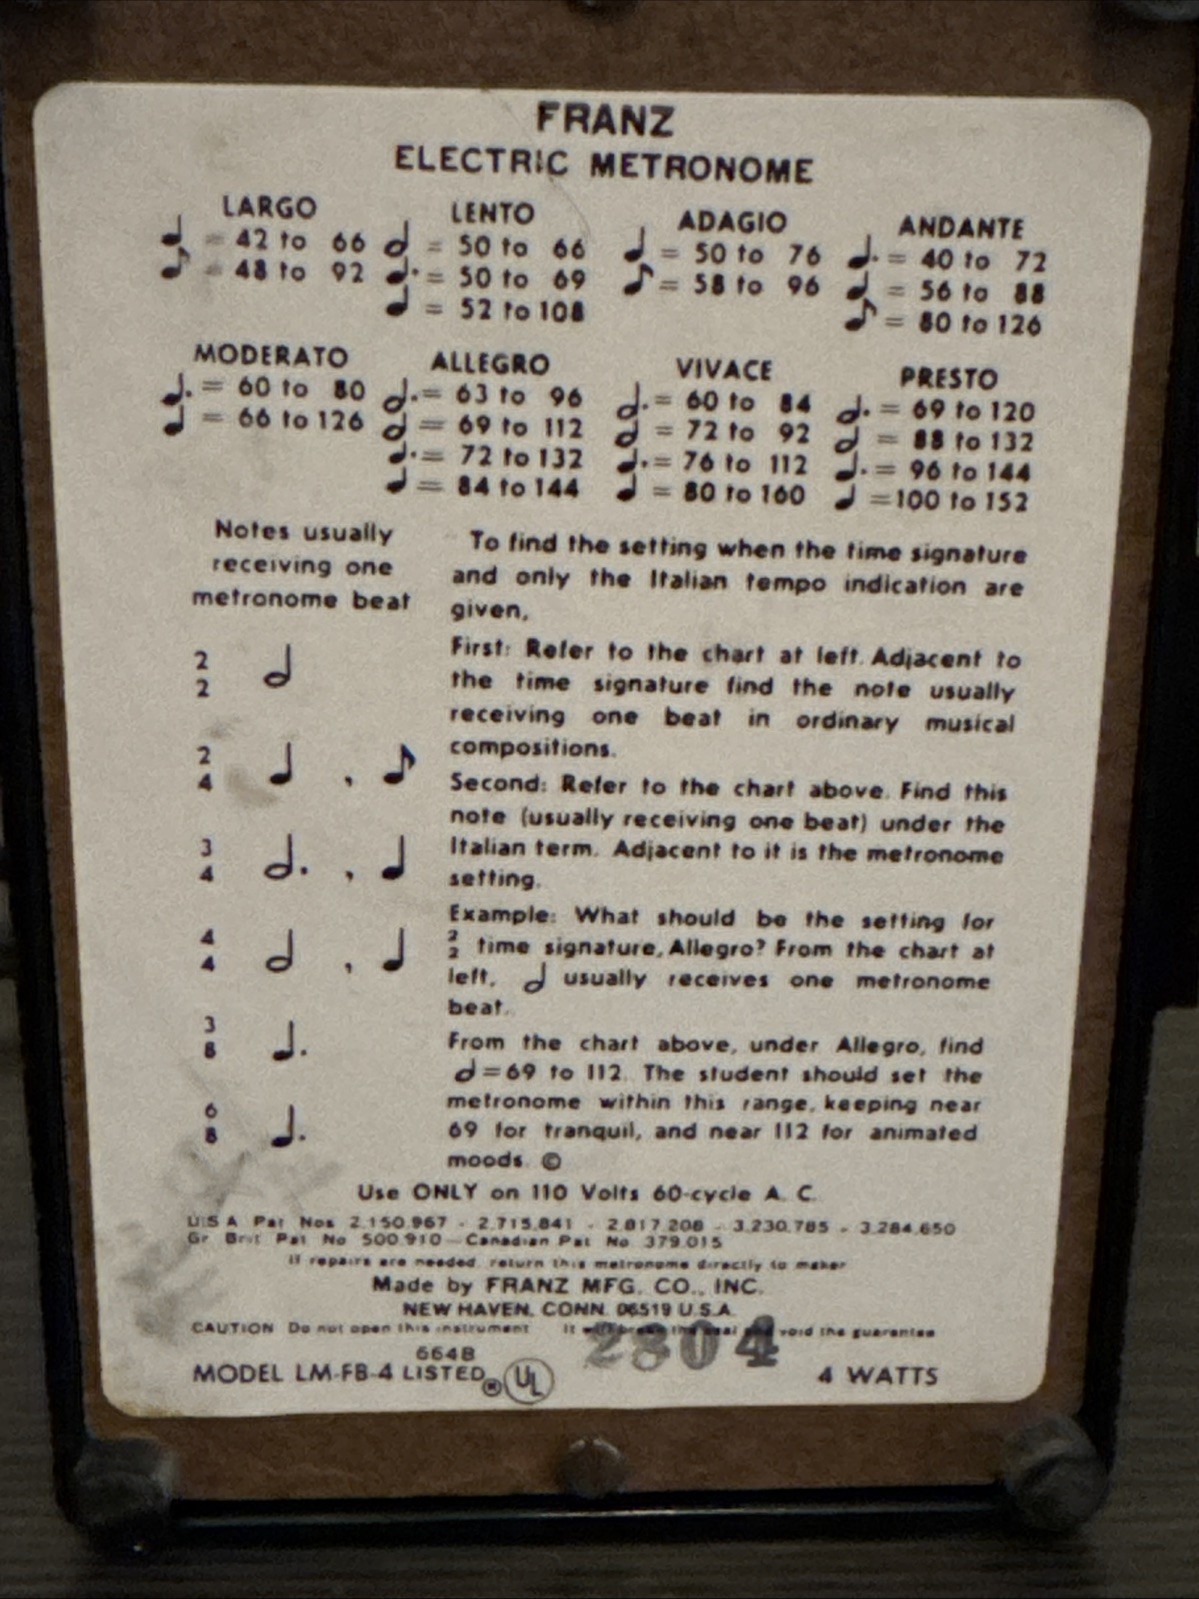 FRANZ
ELECTRIC METRONOME
LARGO
♩ = 42 to 66
♪ = 48 to 92
LENTO
𝅗𝅥 = 50 to 66
♩. = 50 to 69
♩ = 52 to 108
ADAGIO
♩ = 50 to 76
♪ = 58 to 96
ANDANTE
♩. = 40 to 72
♩ = 56 to 88
♪ = 80 to 126
MODERATO
♩. = 60 to 80
♩ = 66 to 126
ALLEGRO
𝅗𝅥. = 63 to 96
𝅗𝅥 = 69 to 112
♩. = 72 to 132
♩ = 84 to 144
VIVACE
𝅗𝅥. = 60 to 84
𝅗𝅥 = 72 to 92
♩. = 76 to 112
♩ = 80 to 160
PRESTO
𝅗𝅥. = 69 to 120
𝅗𝅥 = 88 to 132
♩. = 96 to 144
♩ = 100 to 152
Notes usually
receiving one
metronome beat
2/2 𝅗𝅥
2/4 ♩ , ♪
3/4 𝅗𝅥. , ♩
4/4 𝅗𝅥 , ♩
3/8 ♩.
6/8 ♩.
To find the setting when the time signature
and only the Italian tempo indication are
given,
First: Refer to the chart at left. Adjacent to
the time signature find the note usually
receiving one beat in ordinary musical
compositions.
Second: Refer to the chart above. Find this
note (usually receiving one beat) under the
Italian term. Adjacent to it is the metronome
setting.
Example: What should be the setting for
2/2 time signature, Allegro? From the chart at
left, 𝅗𝅥 usually receives one metronome
beat.
From the chart above, under Allegro, find
𝅗𝅥 = 69 to 112. The student should set the
metronome within this range, keeping near
69 for tranquil, and near 112 for animated
moods. ©
Use ONLY on 110 Volts 60-cycle A. C.
U.S.A. Pat. Nos. 2.150.967 - 2.715.841 - 2.817.208 - 3.230.785 - 3.284.650
Gr. Brit. Pat. No. 500.910 - Canadian Pat. No. 379.015
If repairs are needed, return this metronome directly to maker
Made by FRANZ MFG. CO., INC.
NEW HAVEN, CONN. 06519 U.S.A.
CAUTION Do not open this instrument It will break the seal and void the guarantee
664B
2804
MODEL LM-FB-4 LISTED ® UL 4 WATTS